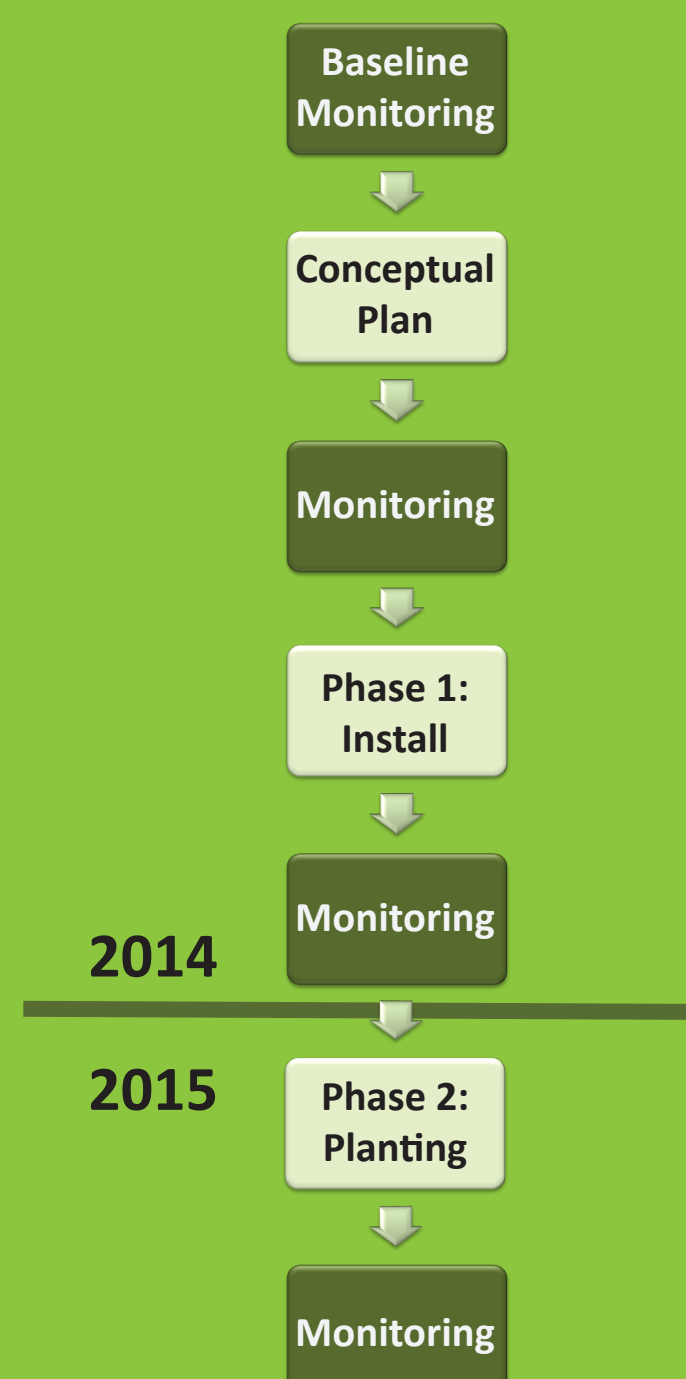 Baseline
Monitoring
Conceptual
Plan
Monitoring
Phase 1:
Install
Monitoring
2014
2015
Phase 2:
Planting
Monitoring